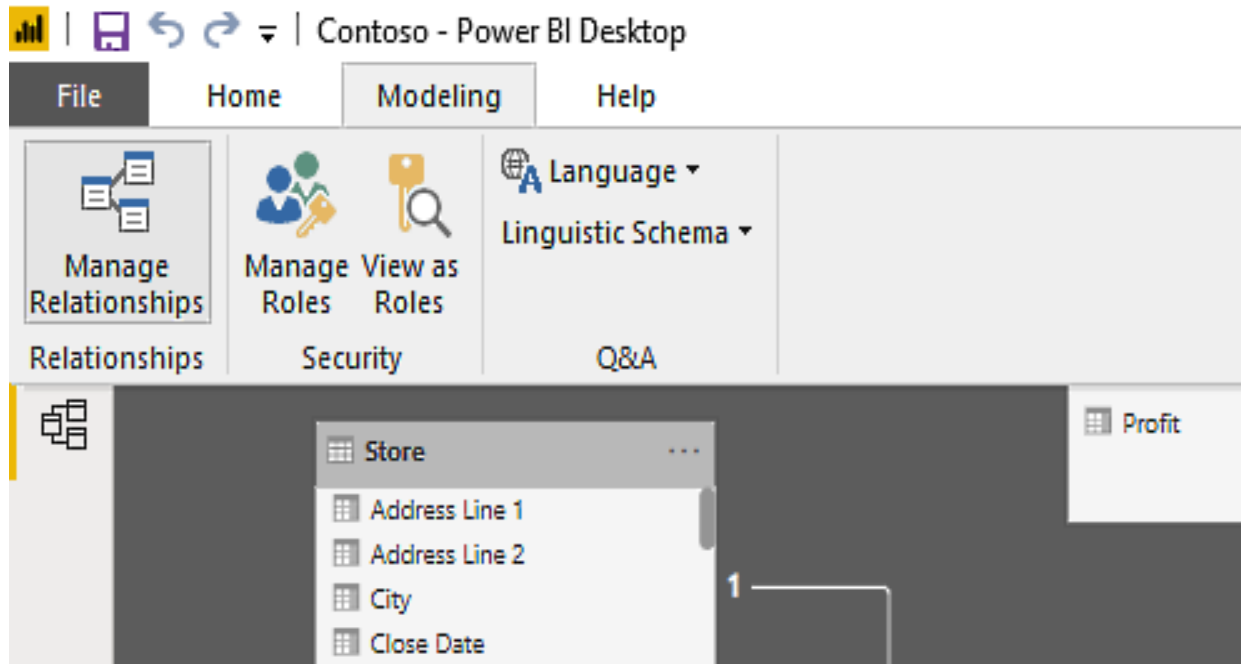 Contoso - Power BI Desktop
File Home Modeling Help
Manage Relationships
Manage Roles
View as Roles
Language
Linguistic Schema
Relationships Security Q&A
Store
Profit
Address Line 1
Address Line 2
City
1
Close Date